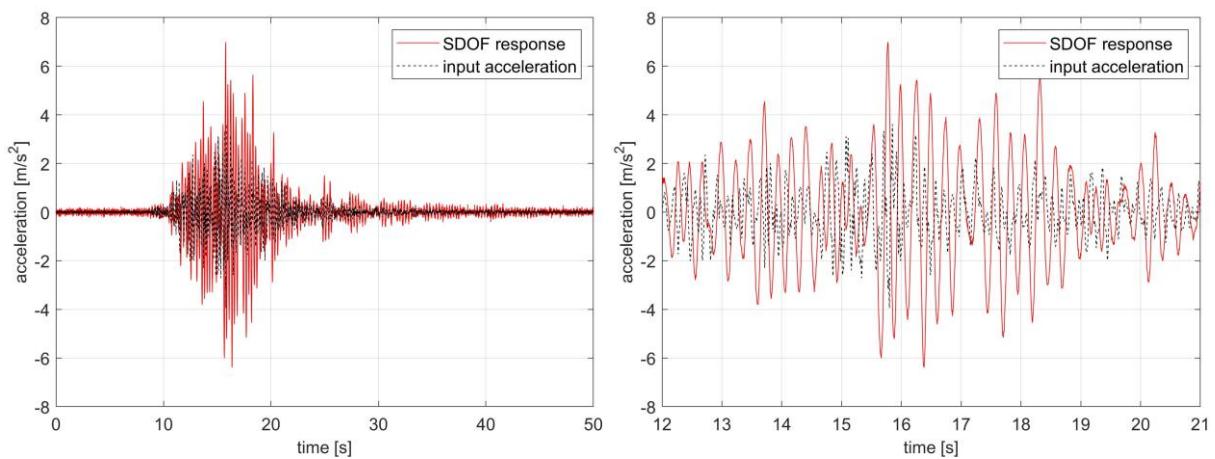 8
6
4
2
0
-2
-4
-6
-8
acceleration [m/s²]
SDOF response
input acceleration
0 10 20 30 40 50
time [s]
8
6
4
2
0
-2
-4
-6
-8
acceleration [m/s²]
SDOF response
input acceleration
12 13 14 15 16 17 18 19 20 21
time [s]